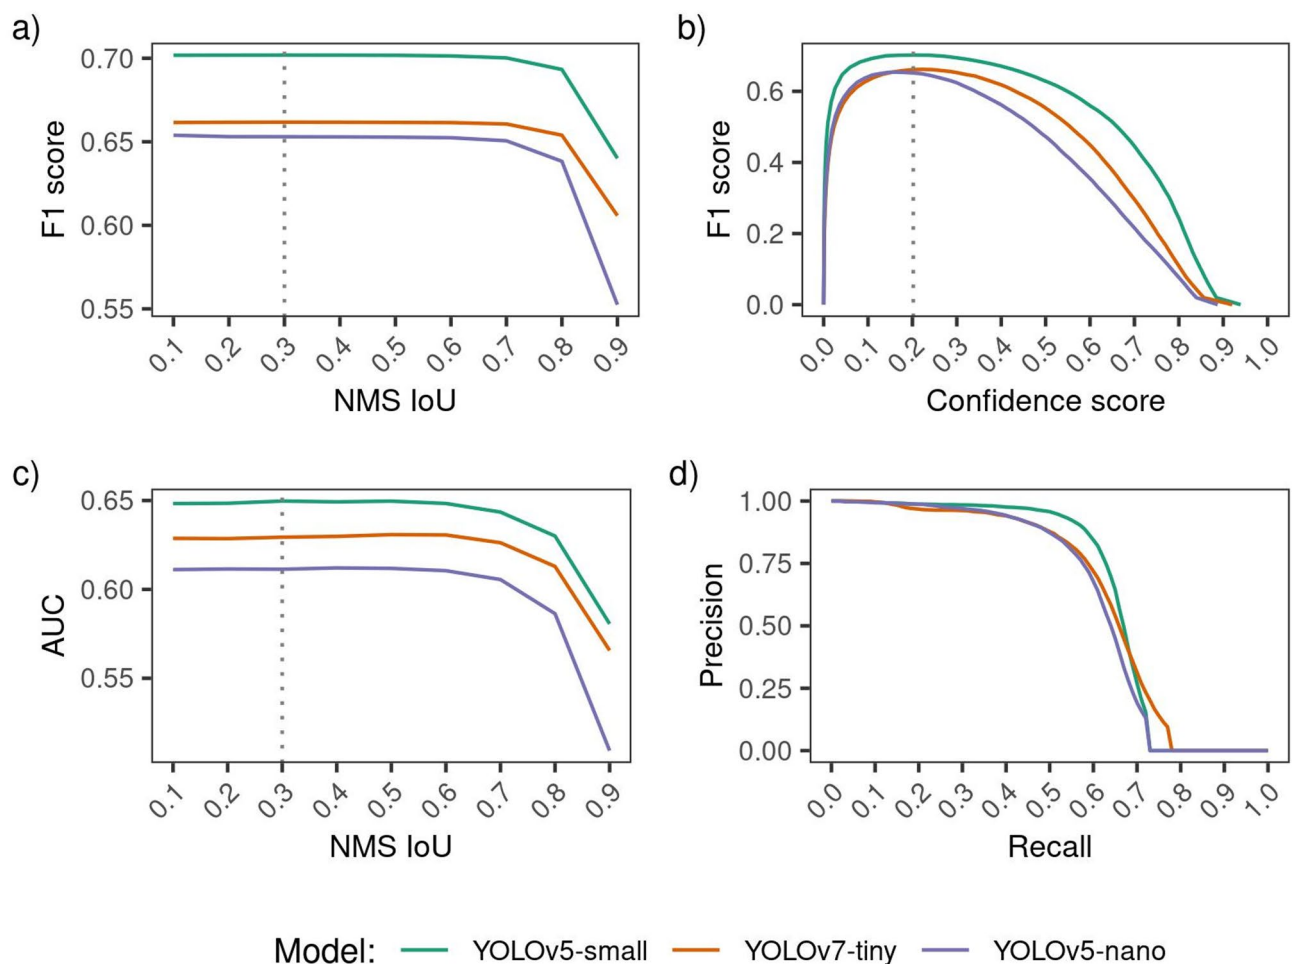 a)
F1 score
0.70
0.65
0.60
0.55
0.1 0.2 0.3 0.4 0.5 0.6 0.7 0.8 0.9
NMS IoU
b)
F1 score
0.6
0.4
0.2
0.0
0.0 0.1 0.2 0.3 0.4 0.5 0.6 0.7 0.8 0.9 1.0
Confidence score
c)
AUC
0.65
0.60
0.55
0.1 0.2 0.3 0.4 0.5 0.6 0.7 0.8 0.9
NMS IoU
d)
Precision
1.00
0.75
0.50
0.25
0.00
0.0 0.1 0.2 0.3 0.4 0.5 0.6 0.7 0.8 0.9 1.0
Recall
Model: YOLOv5-small YOLOv7-tiny YOLOv5-nano